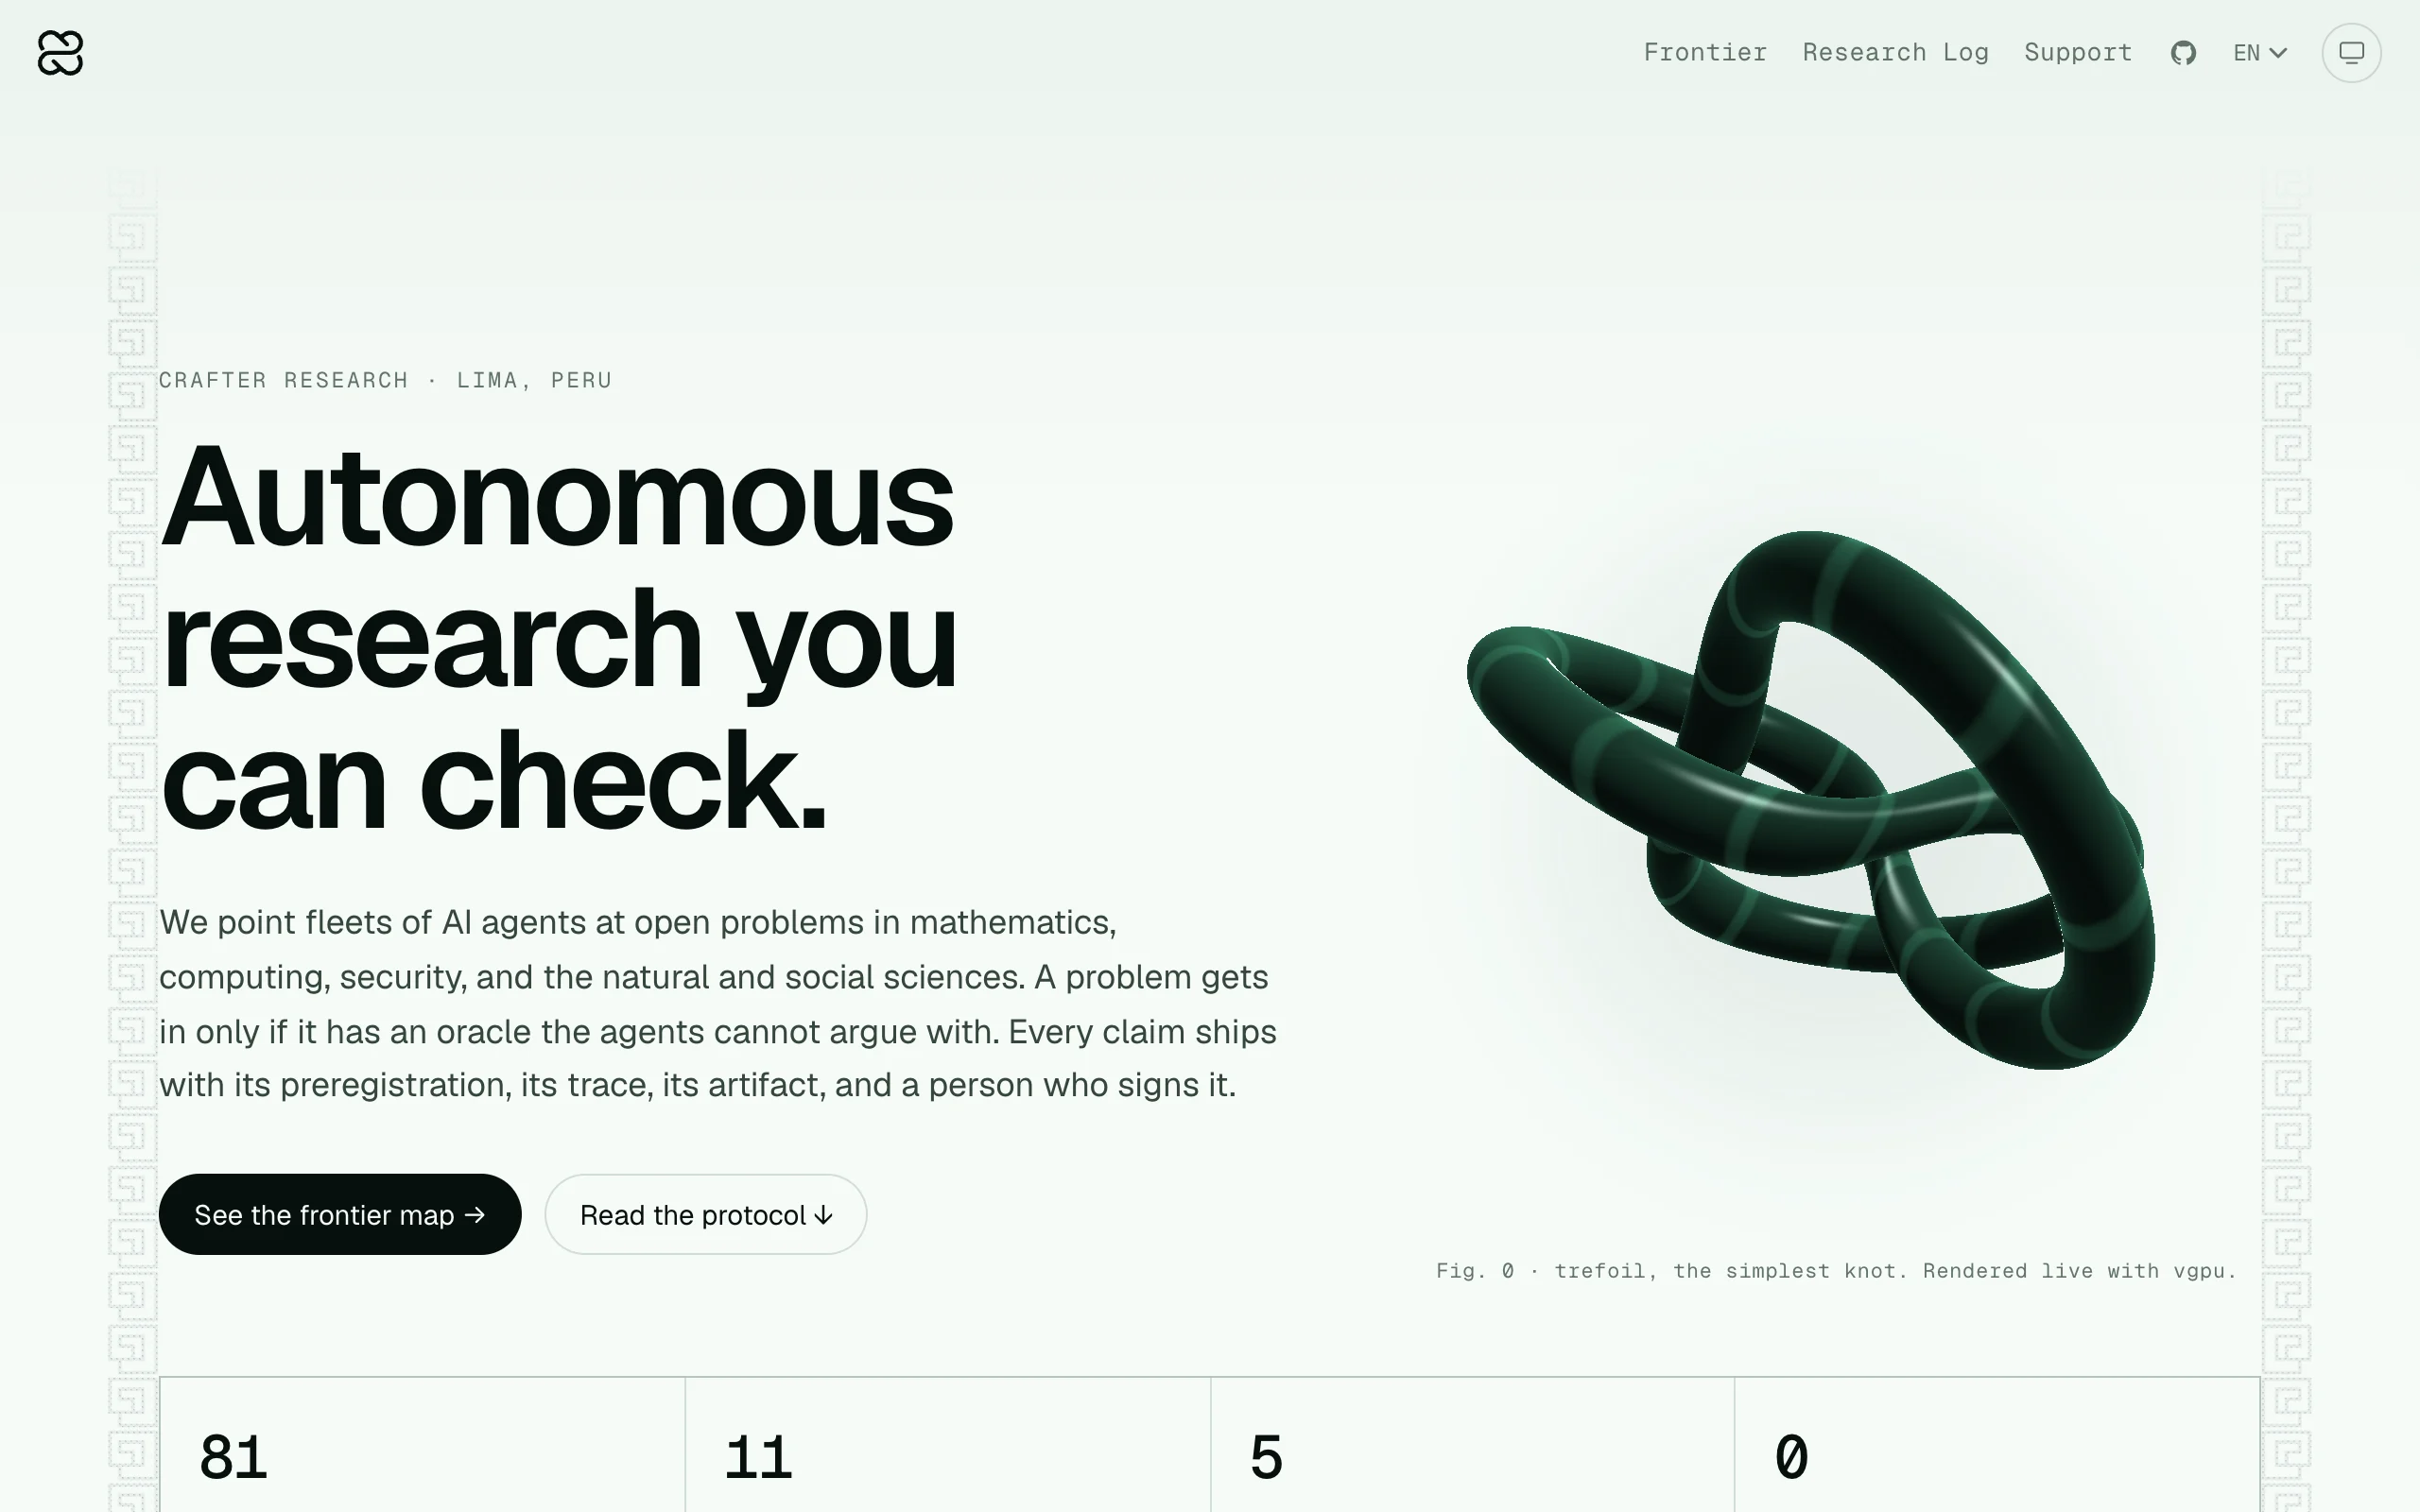 Frontier
Research Log
Support
EN
CRAFTER RESEARCH · LIMA, PERU
Autonomous
research you
can check.
We point fleets of AI agents at open problems in mathematics,
computing, security, and the natural and social sciences. A problem gets
in only if it has an oracle the agents cannot argue with. Every claim ships
with its preregistration, its trace, its artifact, and a person who signs it.
See the frontier map →
Read the protocol ↓
Fig. 0 · trefoil, the simplest knot. Rendered live with vgpu.
81
11
5
0